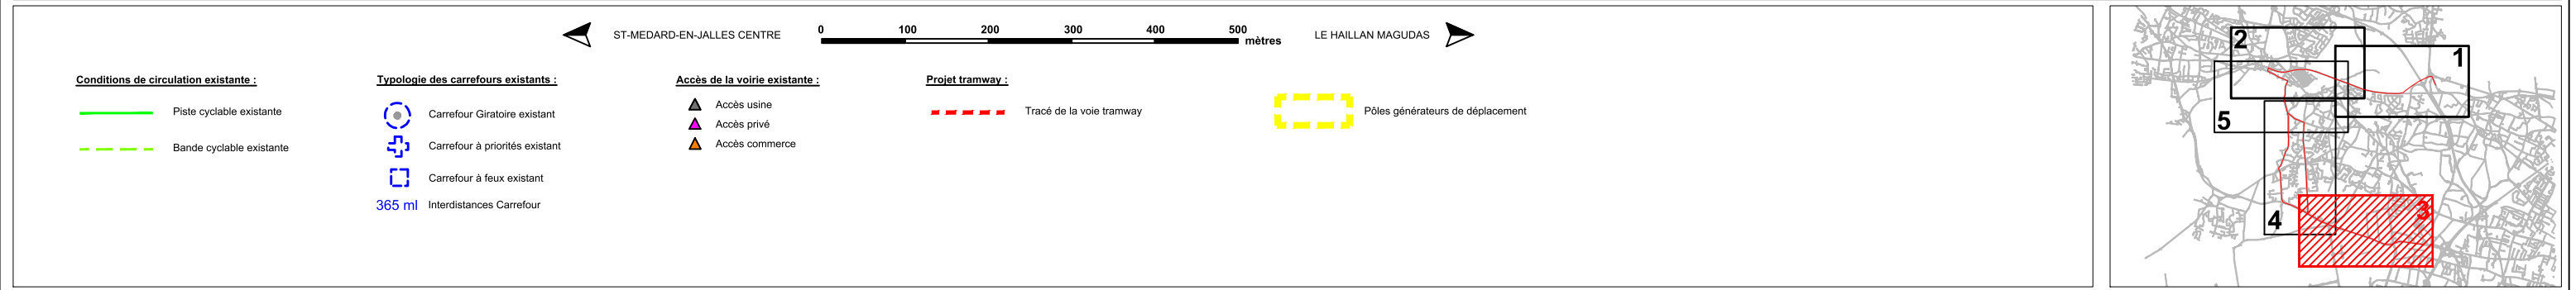 ST-MEDARD-EN-JALLES CENTRE
0 100 200 300 400 500
mètres
LE HAILLAN MAGUDAS
Conditions de circulation existante :
Piste cyclable existante
Bande cyclable existante
Typologie des carrefours existants :
Carrefour Giratoire existant
Carrefour à priorités existant
Carrefour à feux existant
365 ml Interdistances Carrefour
Accès de la voirie existante :
Accès usine
Accès privé
Accès commerce
Projet tramway :
Tracé de la voie tramway
Pôles générateurs de déplacement
2
1
5
3
4